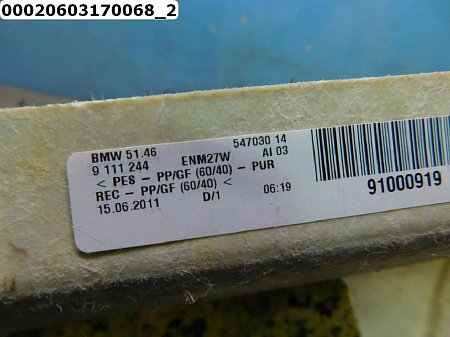 00020603170068_2
BMW 51.46 547030 14
9 111 244 ENM27W AI 03
< PES – PP/GF (60/40) – PUR
REC – PP/GF (60/40) < 06:19
15.06.2011 D/1
91000919